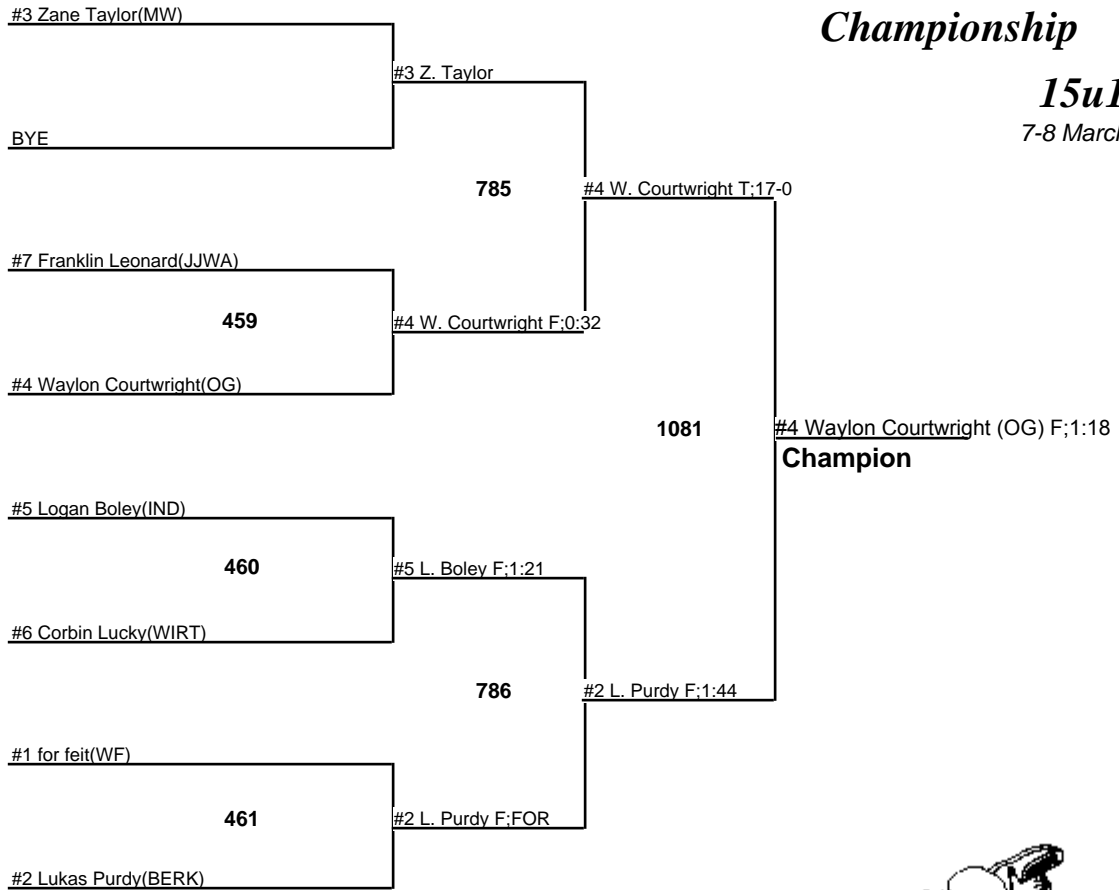 #3 Zane Taylor(MW)
Championship
#3 Z. Taylor
15u1
7-8 March
BYE
785
#4 W. Courtwright T;17-0
#7 Franklin Leonard(JJWA)
459
#4 W. Courtwright F;0:32
#4 Waylon Courtwright(OG)
1081
#4 Waylon Courtwright (OG) F;1:18
Champion
#5 Logan Boley(IND)
460
#5 L. Boley F;1:21
#6 Corbin Lucky(WIRT)
786
#2 L. Purdy F;1:44
#1 for feit(WF)
461
#2 L. Purdy F;FOR
#2 Lukas Purdy(BERK)